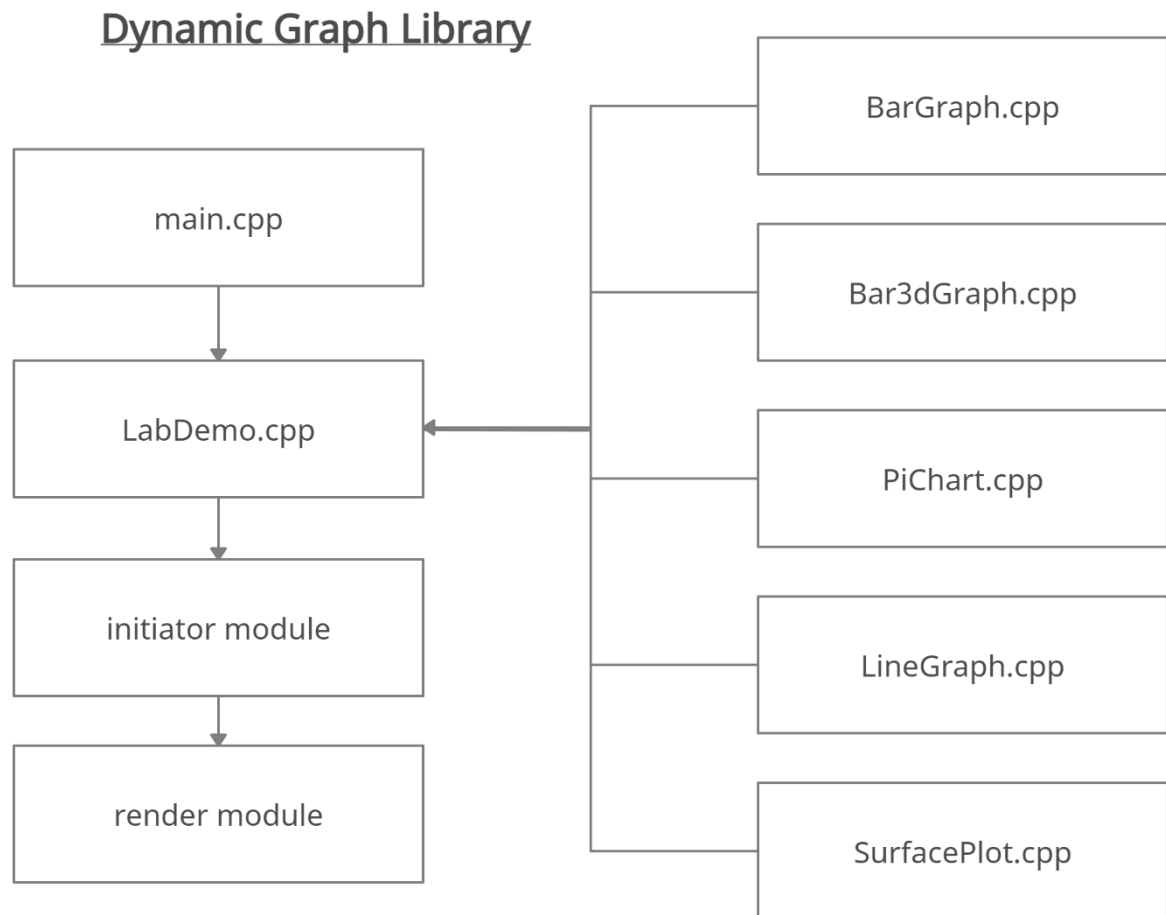 Dynamic Graph Library
main.cpp
LabDemo.cpp
initiator module
render module
BarGraph.cpp
Bar3dGraph.cpp
PiChart.cpp
LineGraph.cpp
SurfacePlot.cpp